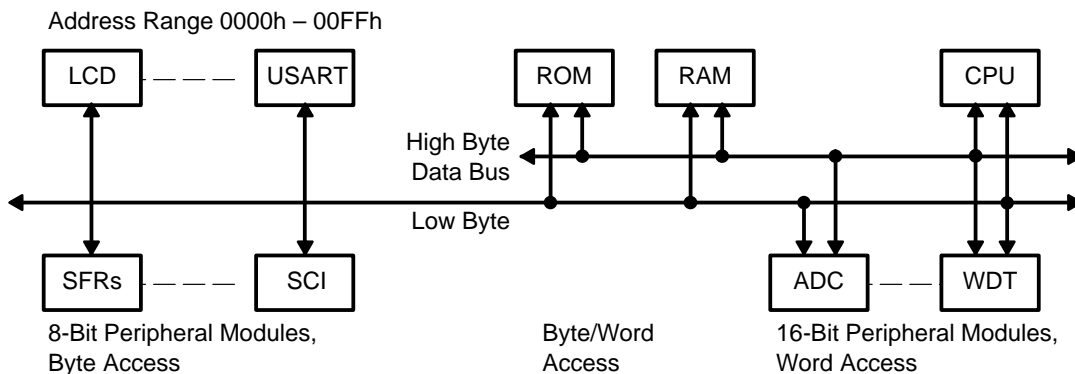 Address Range 0000h – 00FFh
LCD
USART
ROM
RAM
CPU
High Byte
Data Bus
Low Byte
SFRs
SCI
ADC
WDT
8-Bit Peripheral Modules,
Byte Access
Byte/Word
Access
16-Bit Peripheral Modules,
Word Access